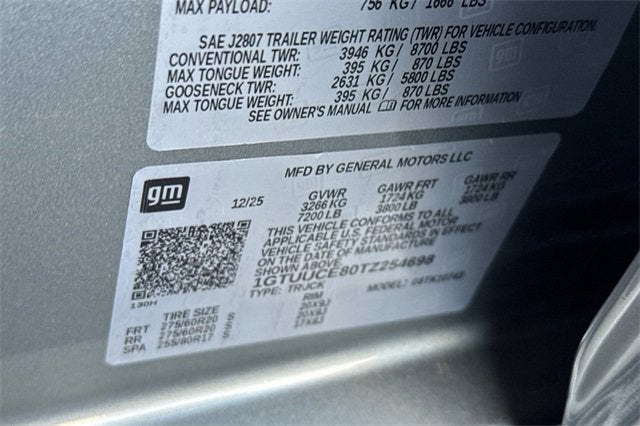 MAX PAYLOAD: 756 KG / 1666 LBS
SAE J2807 TRAILER WEIGHT RATING (TWR) FOR VEHICLE CONFIGURATION.
CONVENTIONAL TWR: 3946 KG / 8700 LBS
MAX TONGUE WEIGHT: 395 KG / 870 LBS
GOOSENECK TWR: 2631 KG / 5800 LBS
MAX TONGUE WEIGHT: 395 KG / 870 LBS
SEE OWNER'S MANUAL FOR MORE INFORMATION
gm
MFD BY GENERAL MOTORS LLC
12/25 GVWR GAWR FRT GAWR RR
3266 KG 1724 KG 1724 KG
7200 LB 3800 LB 3800 LB
THIS VEHICLE CONFORMS TO ALL
APPLICABLE U.S. FEDERAL MOTOR
VEHICLE SAFETY STANDARDS IN EFFECT
ON THE DATE OF MANUFACTURE
SHOWN ABOVE.
1GTUUCE80TZ254698
TYPE: TRUCK MODEL:
130H
TIRE SIZE RIM
FRT 275/60R20 S 20X9J
RR 275/60R20 S 20X9J
SPA 255/80R17 S 17X8J